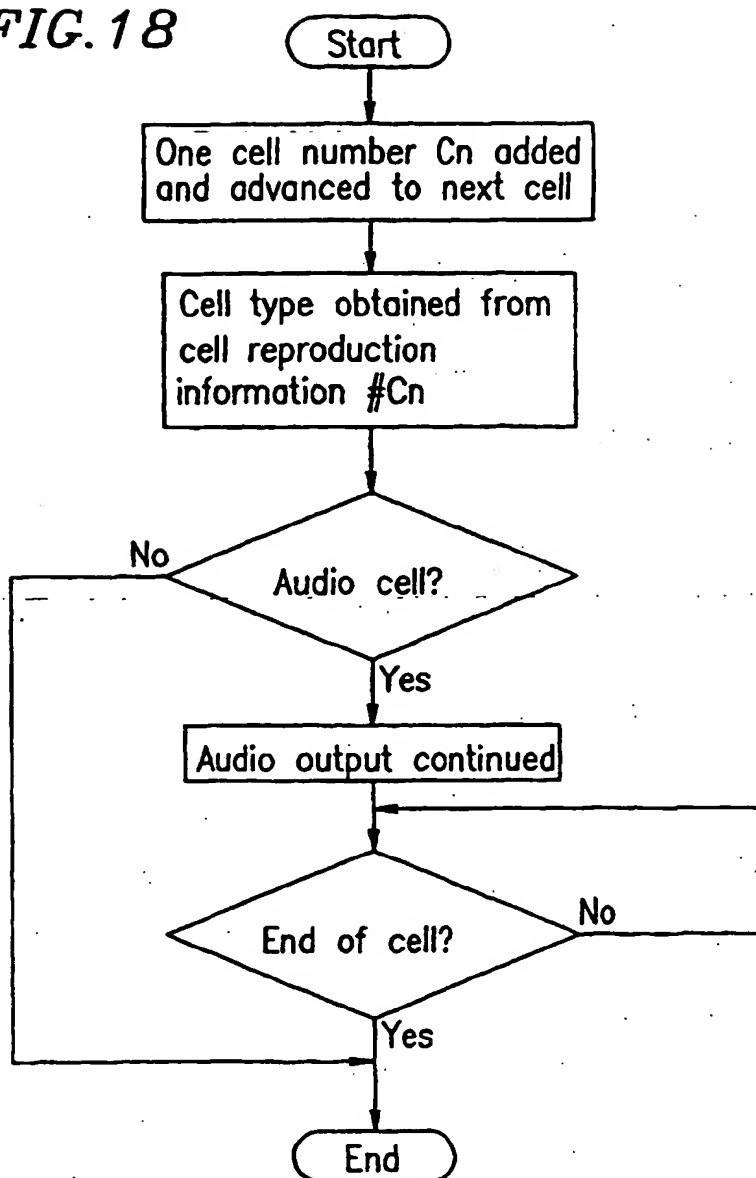 FIG.18
Start
One cell number Cn added
and advanced to next cell
Cell type obtained from
cell reproduction
information #Cn
No
Audio cell?
Yes
Audio output continued
End of cell?
No
Yes
End